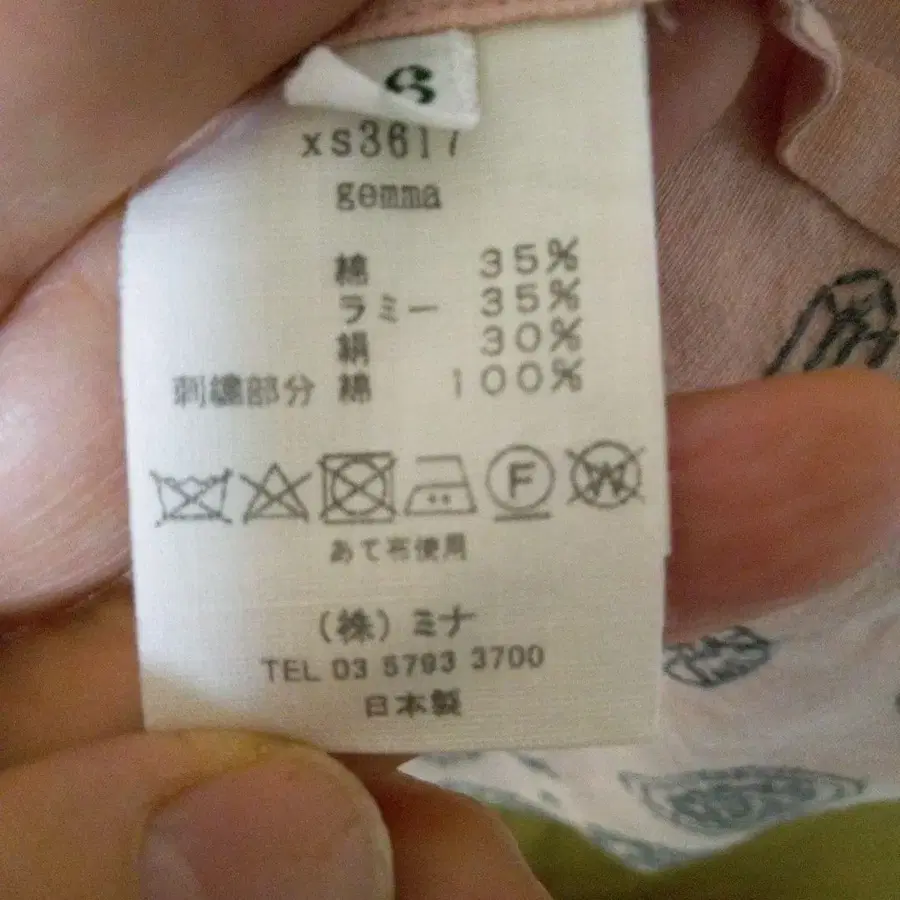 xs3617
gemma
綿 35%
ラミー 35%
絹 30%
刺繍部分 綿 100%
F W
あて布使用
(株)ミナ
TEL 03 5793 3700
日本製